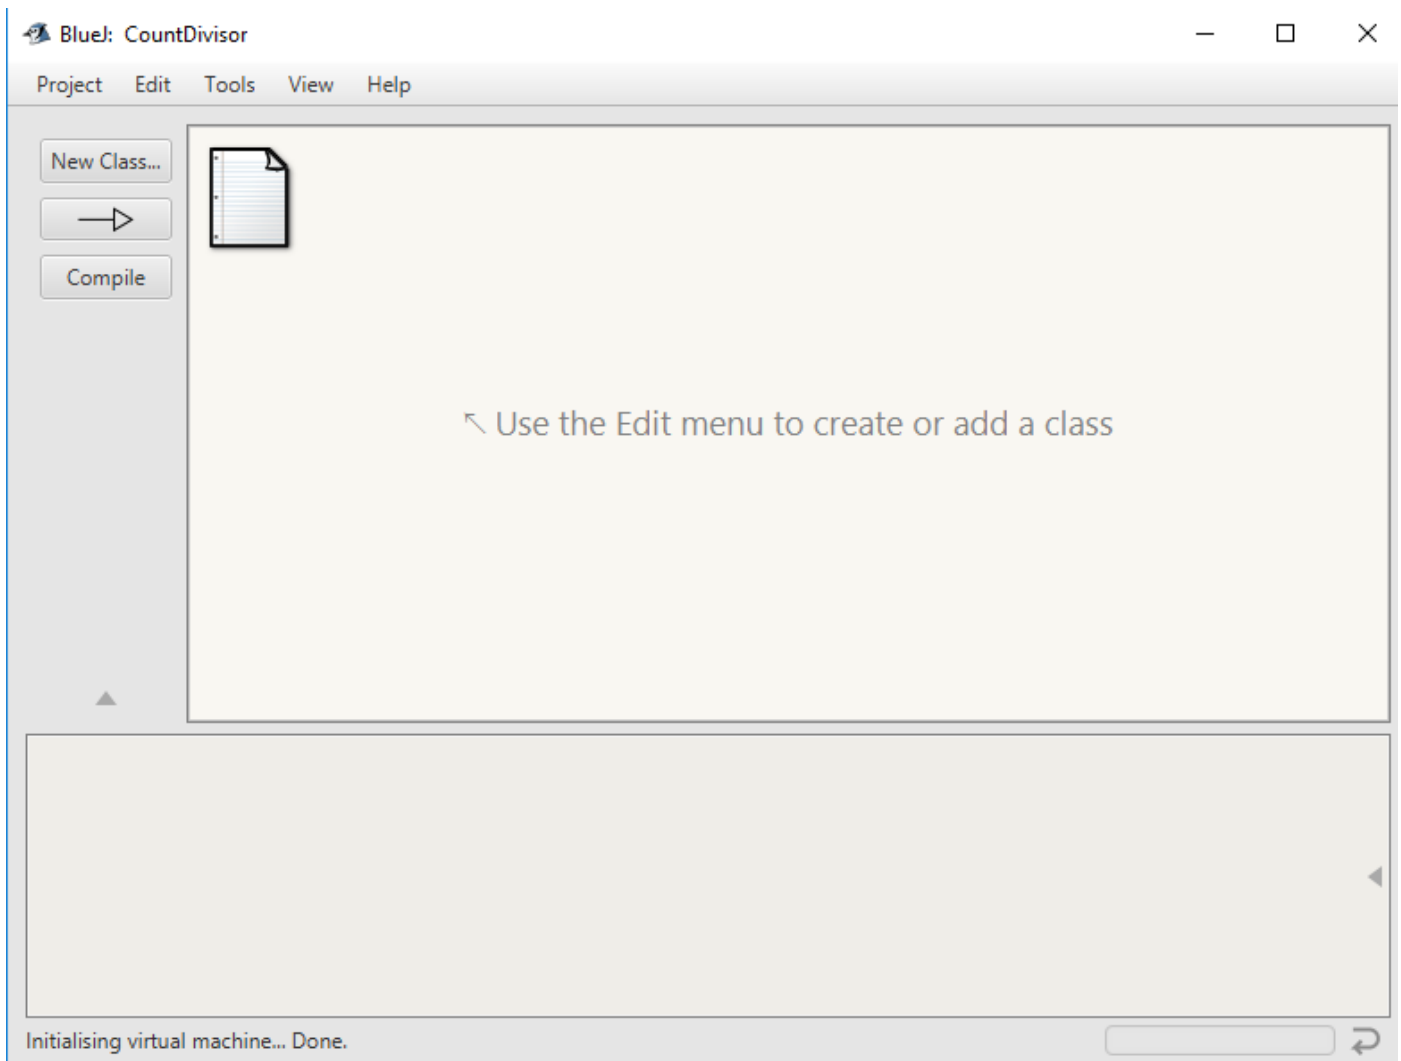 BlueJ: CountDivisor
Project Edit Tools View Help
New Class...
Compile
Use the Edit menu to create or add a class
Initialising virtual machine... Done.